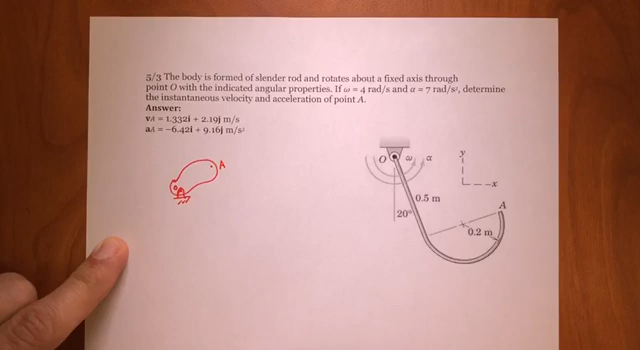 5/3 The body is formed of slender rod and rotates about a fixed axis through
point O with the indicated angular properties. If ω = 4 rad/s and α = 7 rad/s², determine
the instantaneous velocity and acceleration of point A.
Answer:
vA = 1.332i + 2.19j m/s
aA = −6.42i + 9.16j m/s²
A
O
ω
α
y
x
0.5 m
20°
A
0.2 m